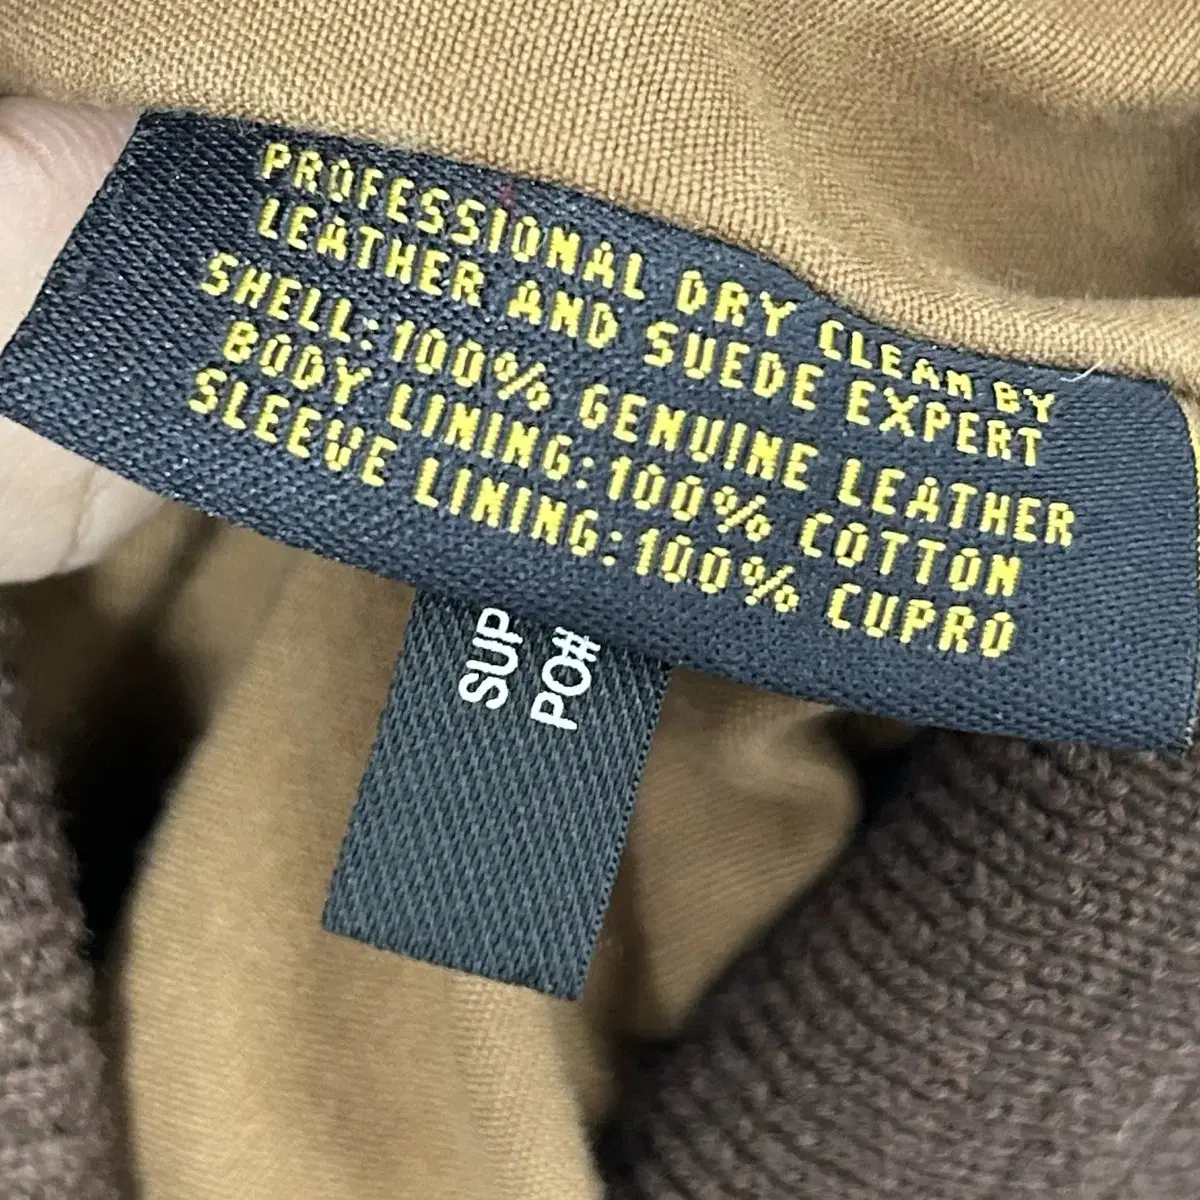 PROFESSIONAL DRY CLEAN BY
LEATHER AND SUEDE EXPERT
SHELL: 100% GENUINE LEATHER
BODY LINING: 100% COTTON
SLEEVE LINING: 100% CUPRO
SUP
PO#